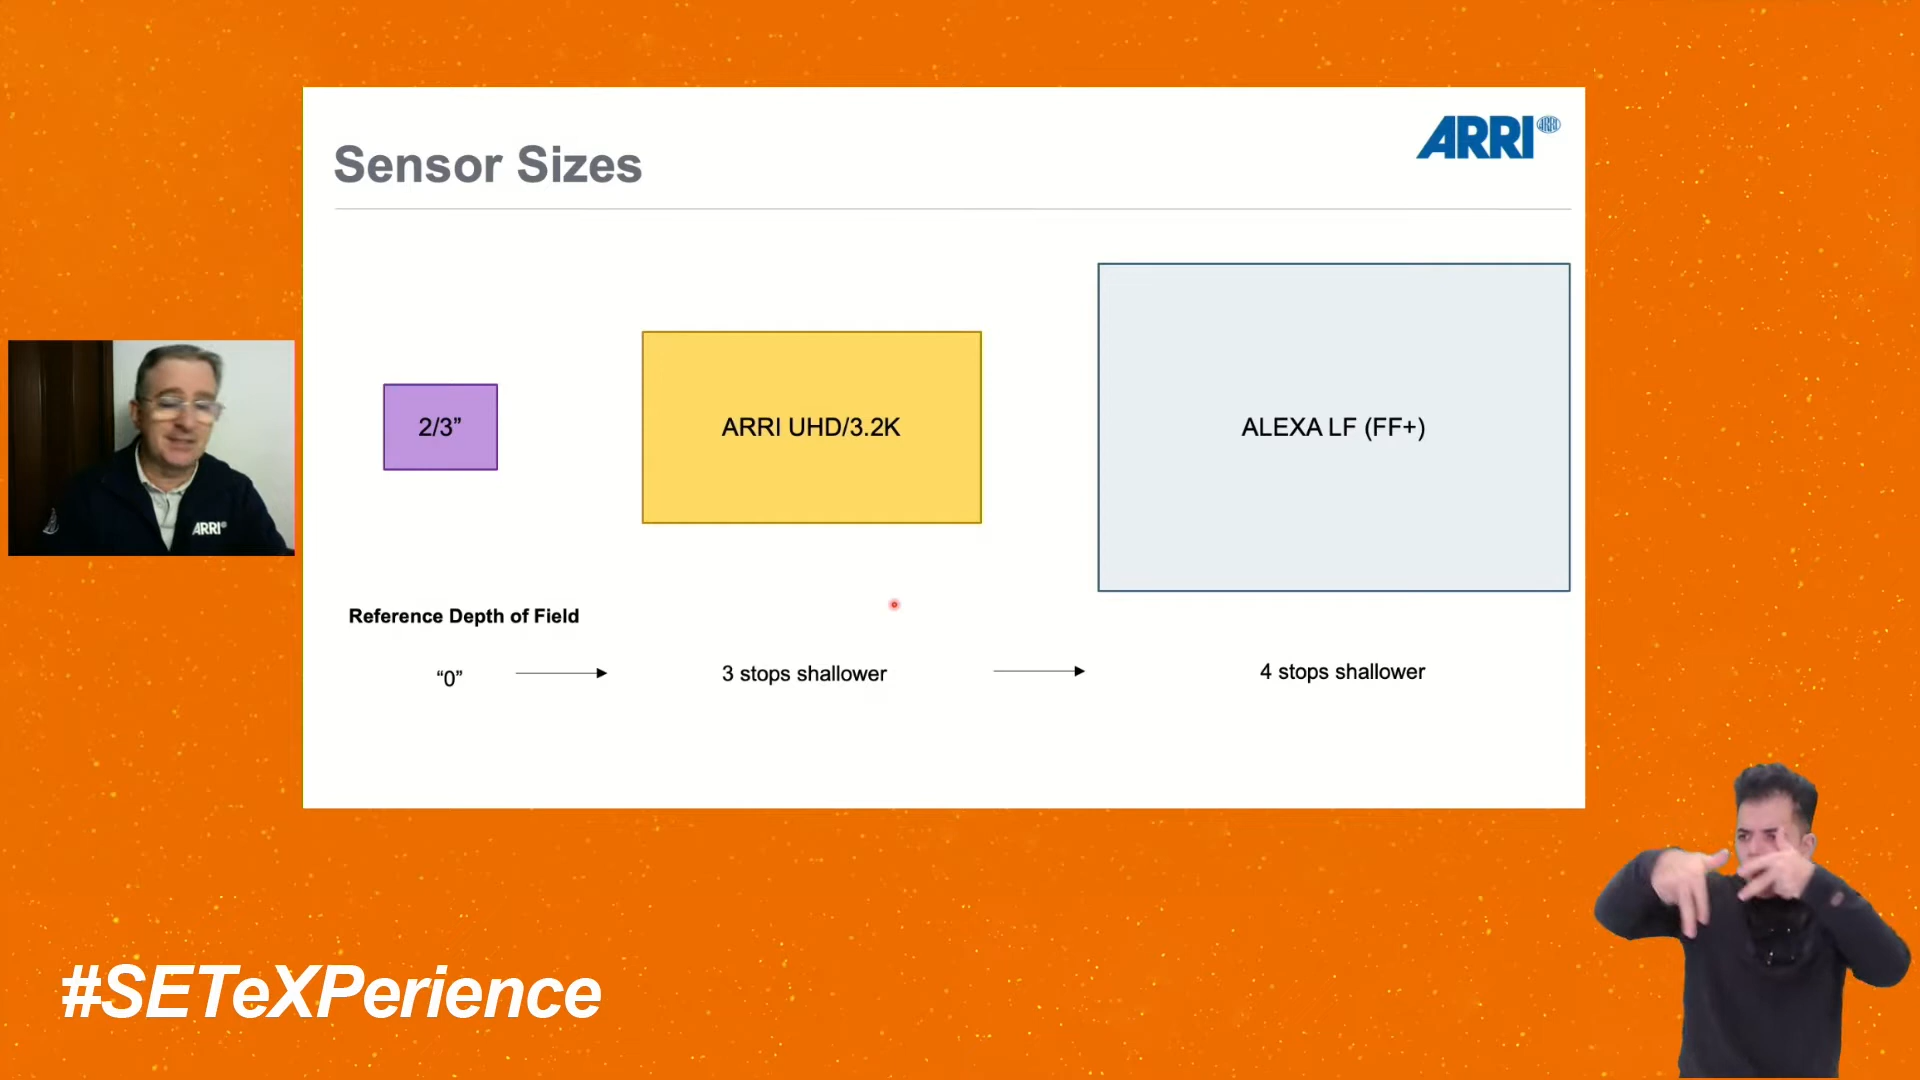 Sensor Sizes
ARRI
ARRI
2/3”
ARRI UHD/3.2K
ALEXA LF (FF+)
ARRI
Reference Depth of Field
“0”
3 stops shallower
4 stops shallower
#SETeXPerience